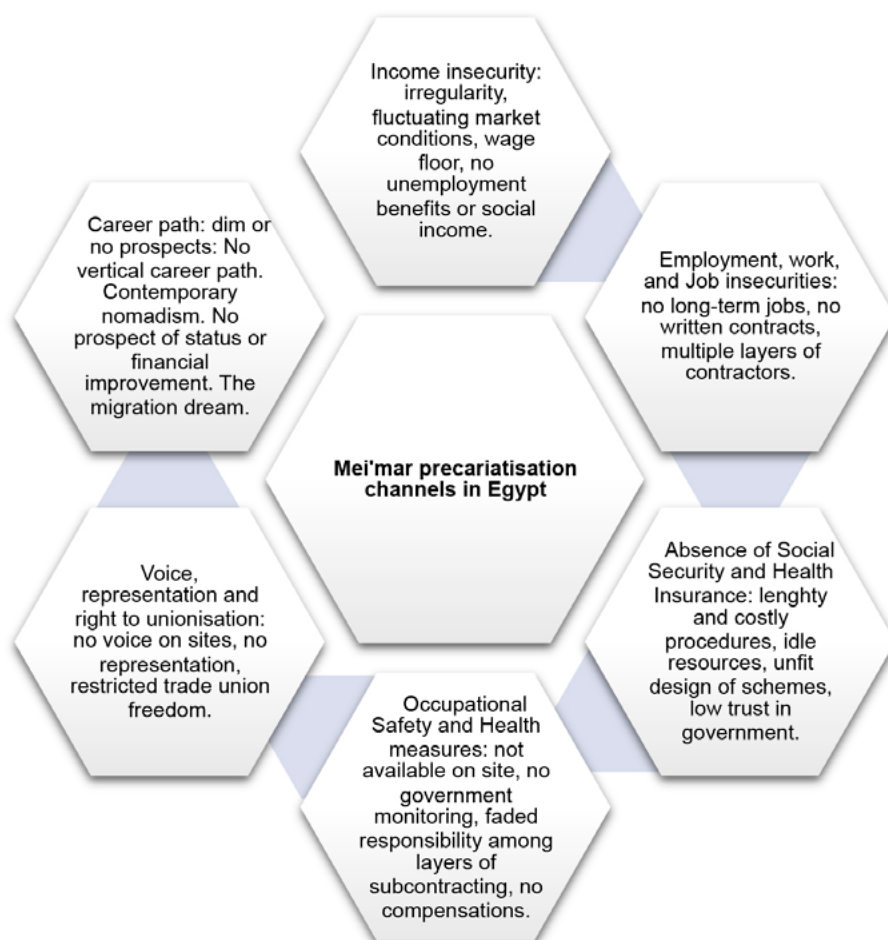 Income insecurity:
irregularity,
fluctuating market
conditions, wage
floor, no
unemployment
benefits or social
income.
Employment, work,
and Job insecurities:
no long-term jobs, no
written contracts,
multiple layers of
contractors.
Absence of Social
Security and Health
Insurance: lenghty
and costly
procedures, idle
resources, unfit
design of schemes,
low trust in
government.
Occupational
Safety and Health
measures: not
available on site, no
government
monitoring, faded
responsibility among
layers of
subcontracting, no
compensations.
Voice,
representation and
right to unionisation:
no voice on sites, no
representation,
restricted trade union
freedom.
Career path: dim or
no prospects: No
vertical career path.
Contemporary
nomadism. No
prospect of status or
financial
improvement. The
migration dream.
Mei'mar precariatisation
channels in Egypt